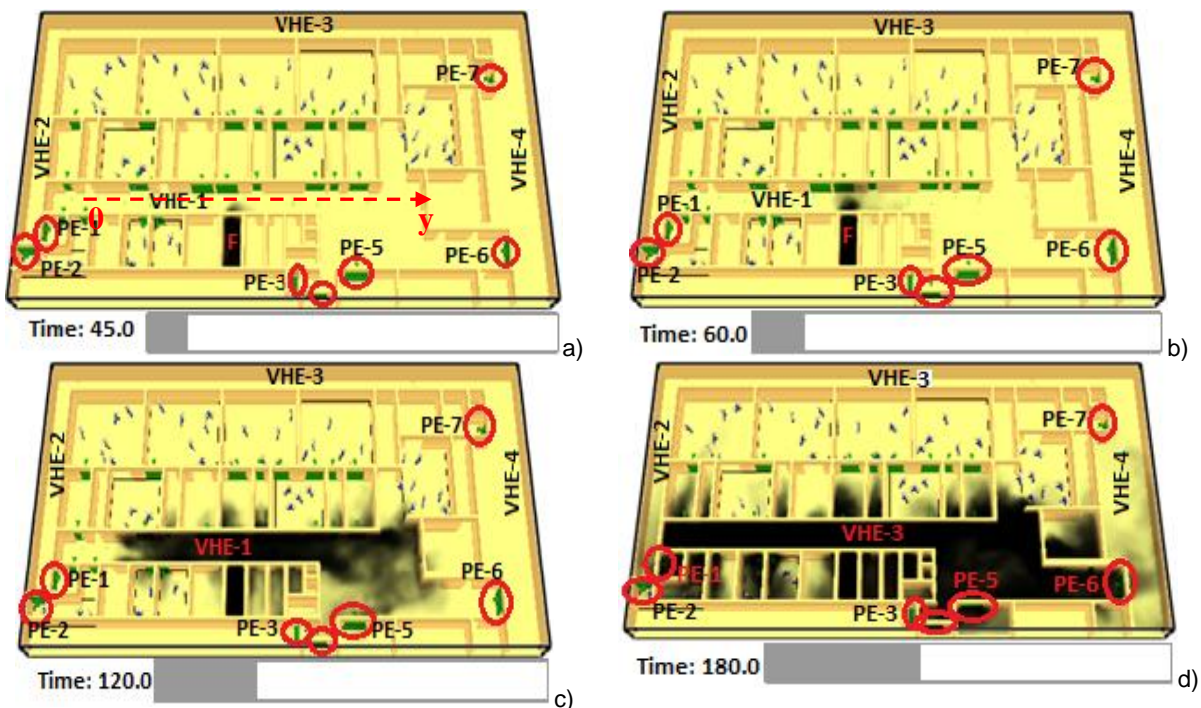 VHE-3
VHE-2
PE-7
VHE-4
VHE-1
0
y
PE-1
F
PE-5
PE-6
PE-2
PE-3
Time: 45.0
a)
VHE-3
VHE-2
PE-7
VHE-4
PE-1
VHE-1
F
PE-5
PE-6
PE-2
PE-3
Time: 60.0
b)
VHE-3
VHE-2
PE-7
VHE-4
VHE-1
PE-1
PE-6
PE-2
PE-3
PE-5
Time: 120.0
c)
VHE-3
VHE-2
PE-7
VHE-4
VHE-3
PE-1
PE-5
PE-6
PE-2
PE-3
Time: 180.0
d)